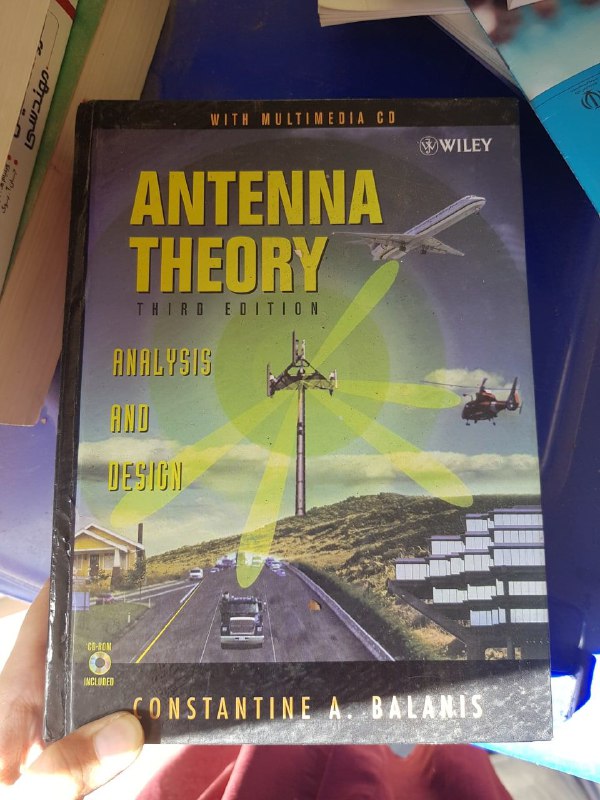 WITH MULTIMEDIA CD
WILEY
ANTENNA
THEORY
THIRD EDITION
ANALYSIS
AND
DESIGN
CD-ROM
INCLUDED
CONSTANTINE A. BALANIS